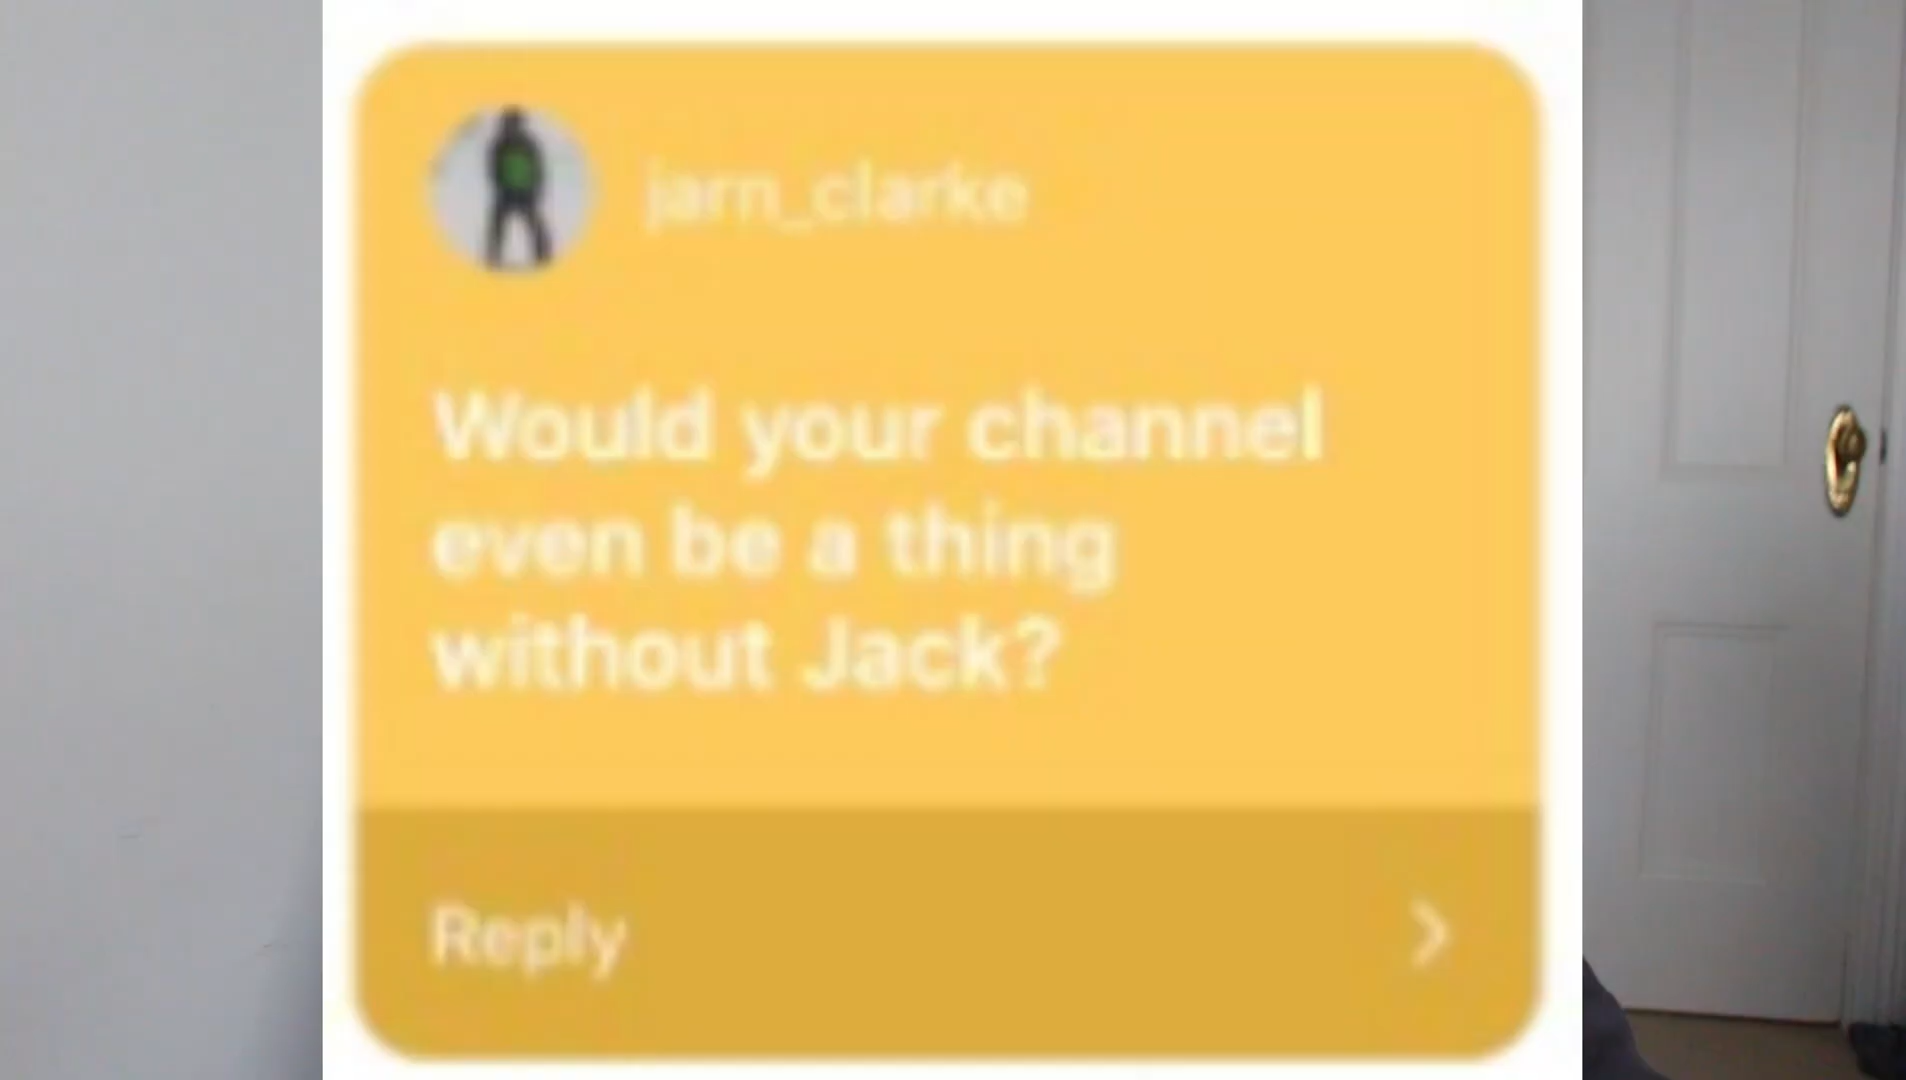 jarn_clarke
Would your channel
even be a thing
without Jack?
Reply